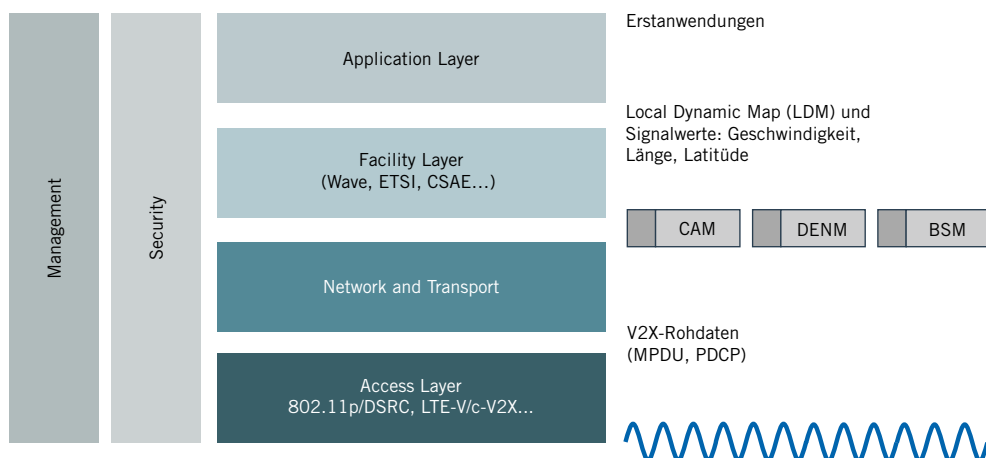 Management
Security
Application Layer
Erstanwendungen
Facility Layer
(Wave, ETSI, CSAE…)
Local Dynamic Map (LDM) und
Signalwerte: Geschwindigkeit,
Länge, Latitüde
CAM
DENM
BSM
Network and Transport
V2X-Rohdaten
(MPDU, PDCP)
Access Layer
802.11p/DSRC, LTE-V/c-V2X...